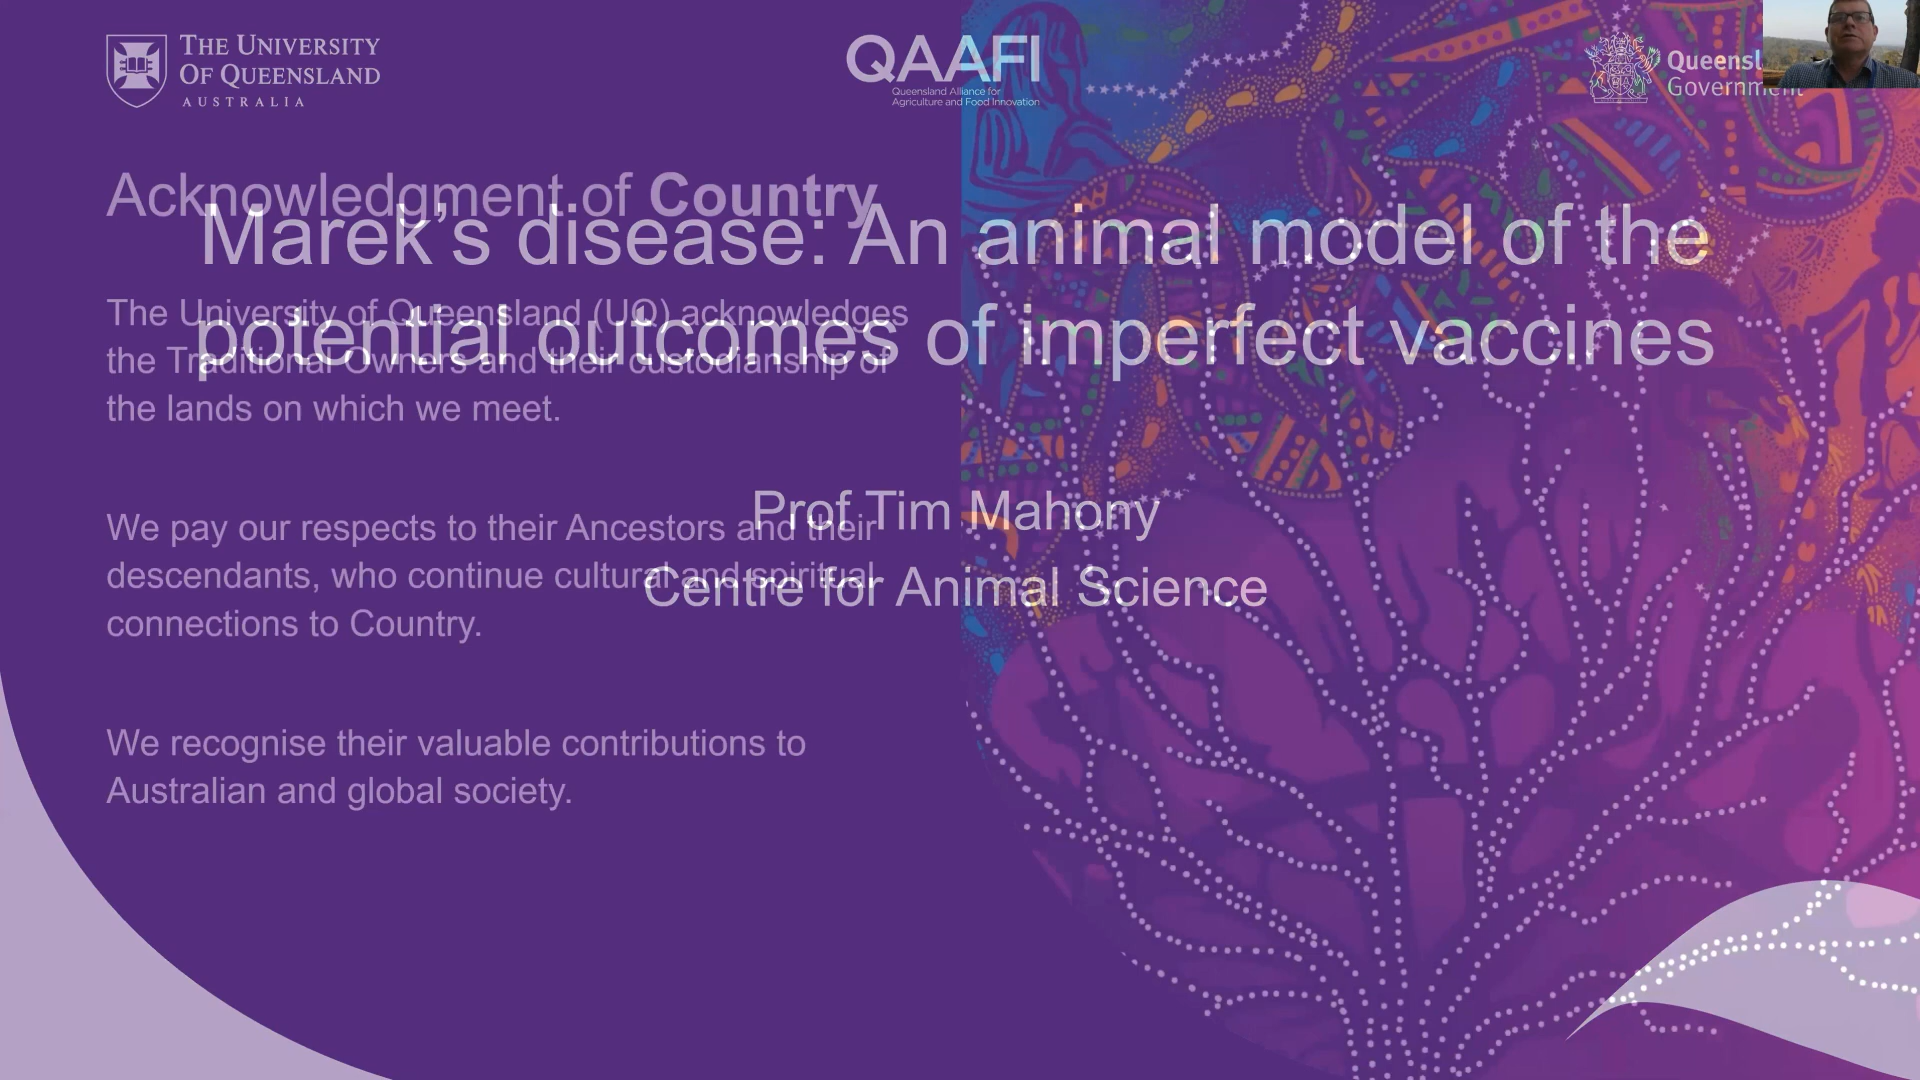 THE UNIVERSITY
OF QUEENSLAND
AUSTRALIA
QAAFI
Queensland Alliance for
Agriculture and Food Innovation
Queensl
Government
Acknowledgment of Country
Marek's disease: An animal model of the
potential outcomes of imperfect vaccines
The University of Queensland (UQ) acknowledges
the Traditional Owners and their custodianship of
the lands on which we meet.
Prof Tim Mahony
Centre for Animal Science
We pay our respects to their Ancestors and their
descendants, who continue cultural and spiritual
connections to Country.
We recognise their valuable contributions to
Australian and global society.